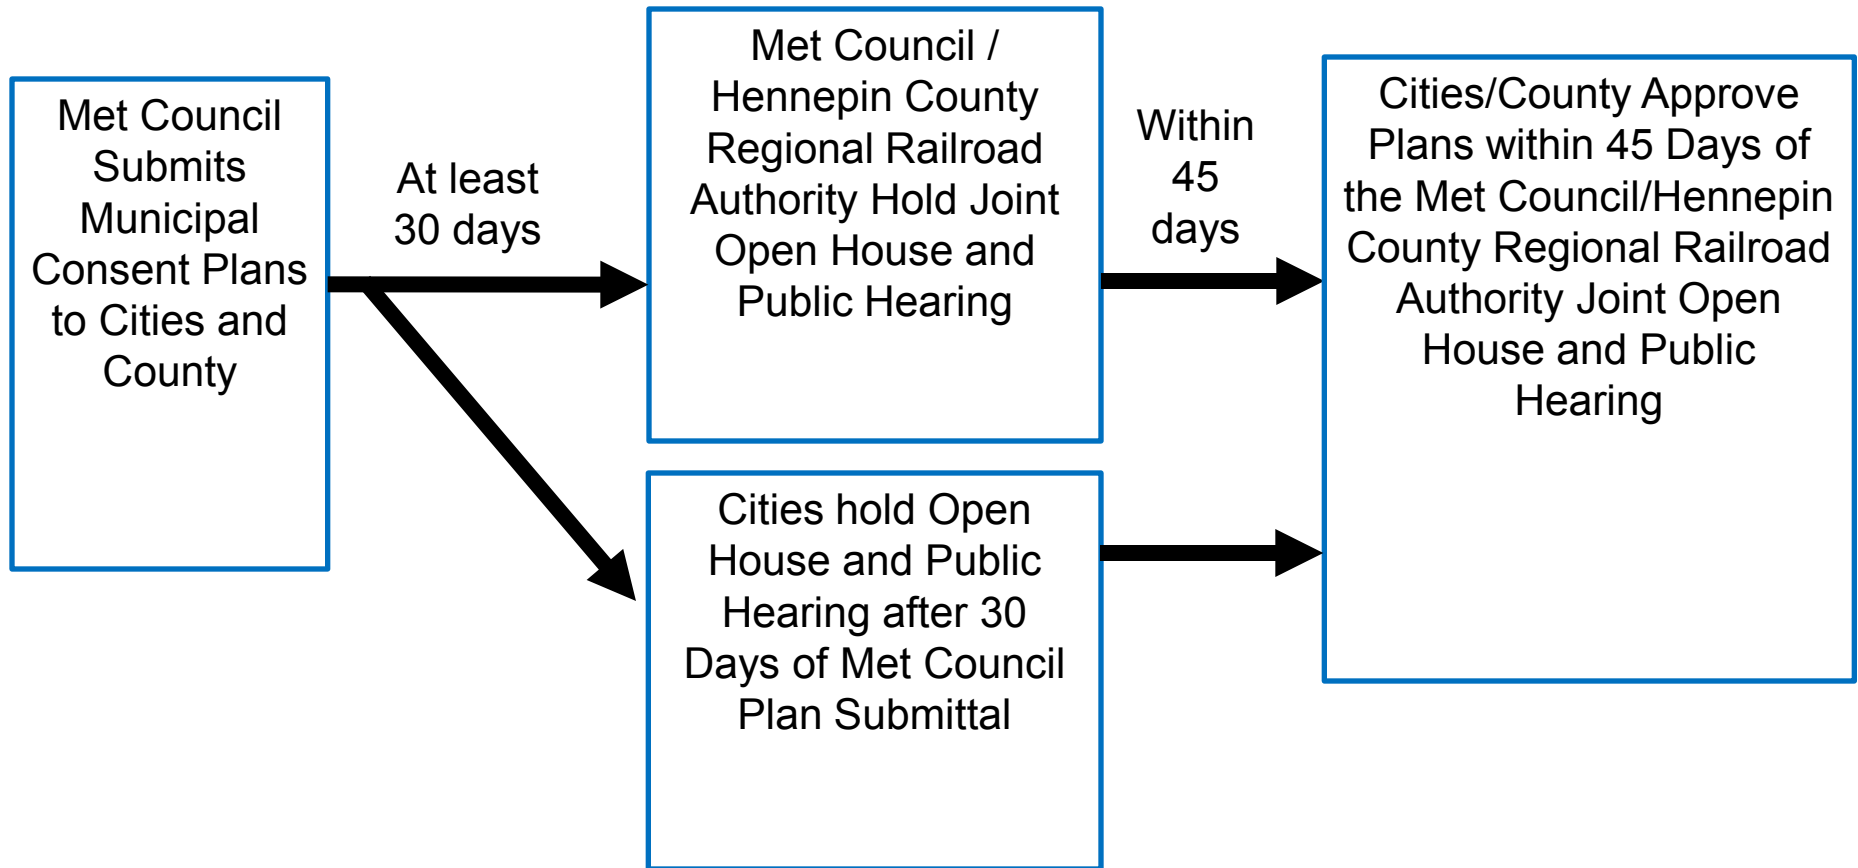 Met Council
Submits
Municipal
Consent Plans
to Cities and
County
At least
30 days
Met Council /
Hennepin County
Regional Railroad
Authority Hold Joint
Open House and
Public Hearing
Cities hold Open
House and Public
Hearing after 30
Days of Met Council
Plan Submittal
Within
45
days
Cities/County Approve
Plans within 45 Days of
the Met Council/Hennepin
County Regional Railroad
Authority Joint Open
House and Public
Hearing